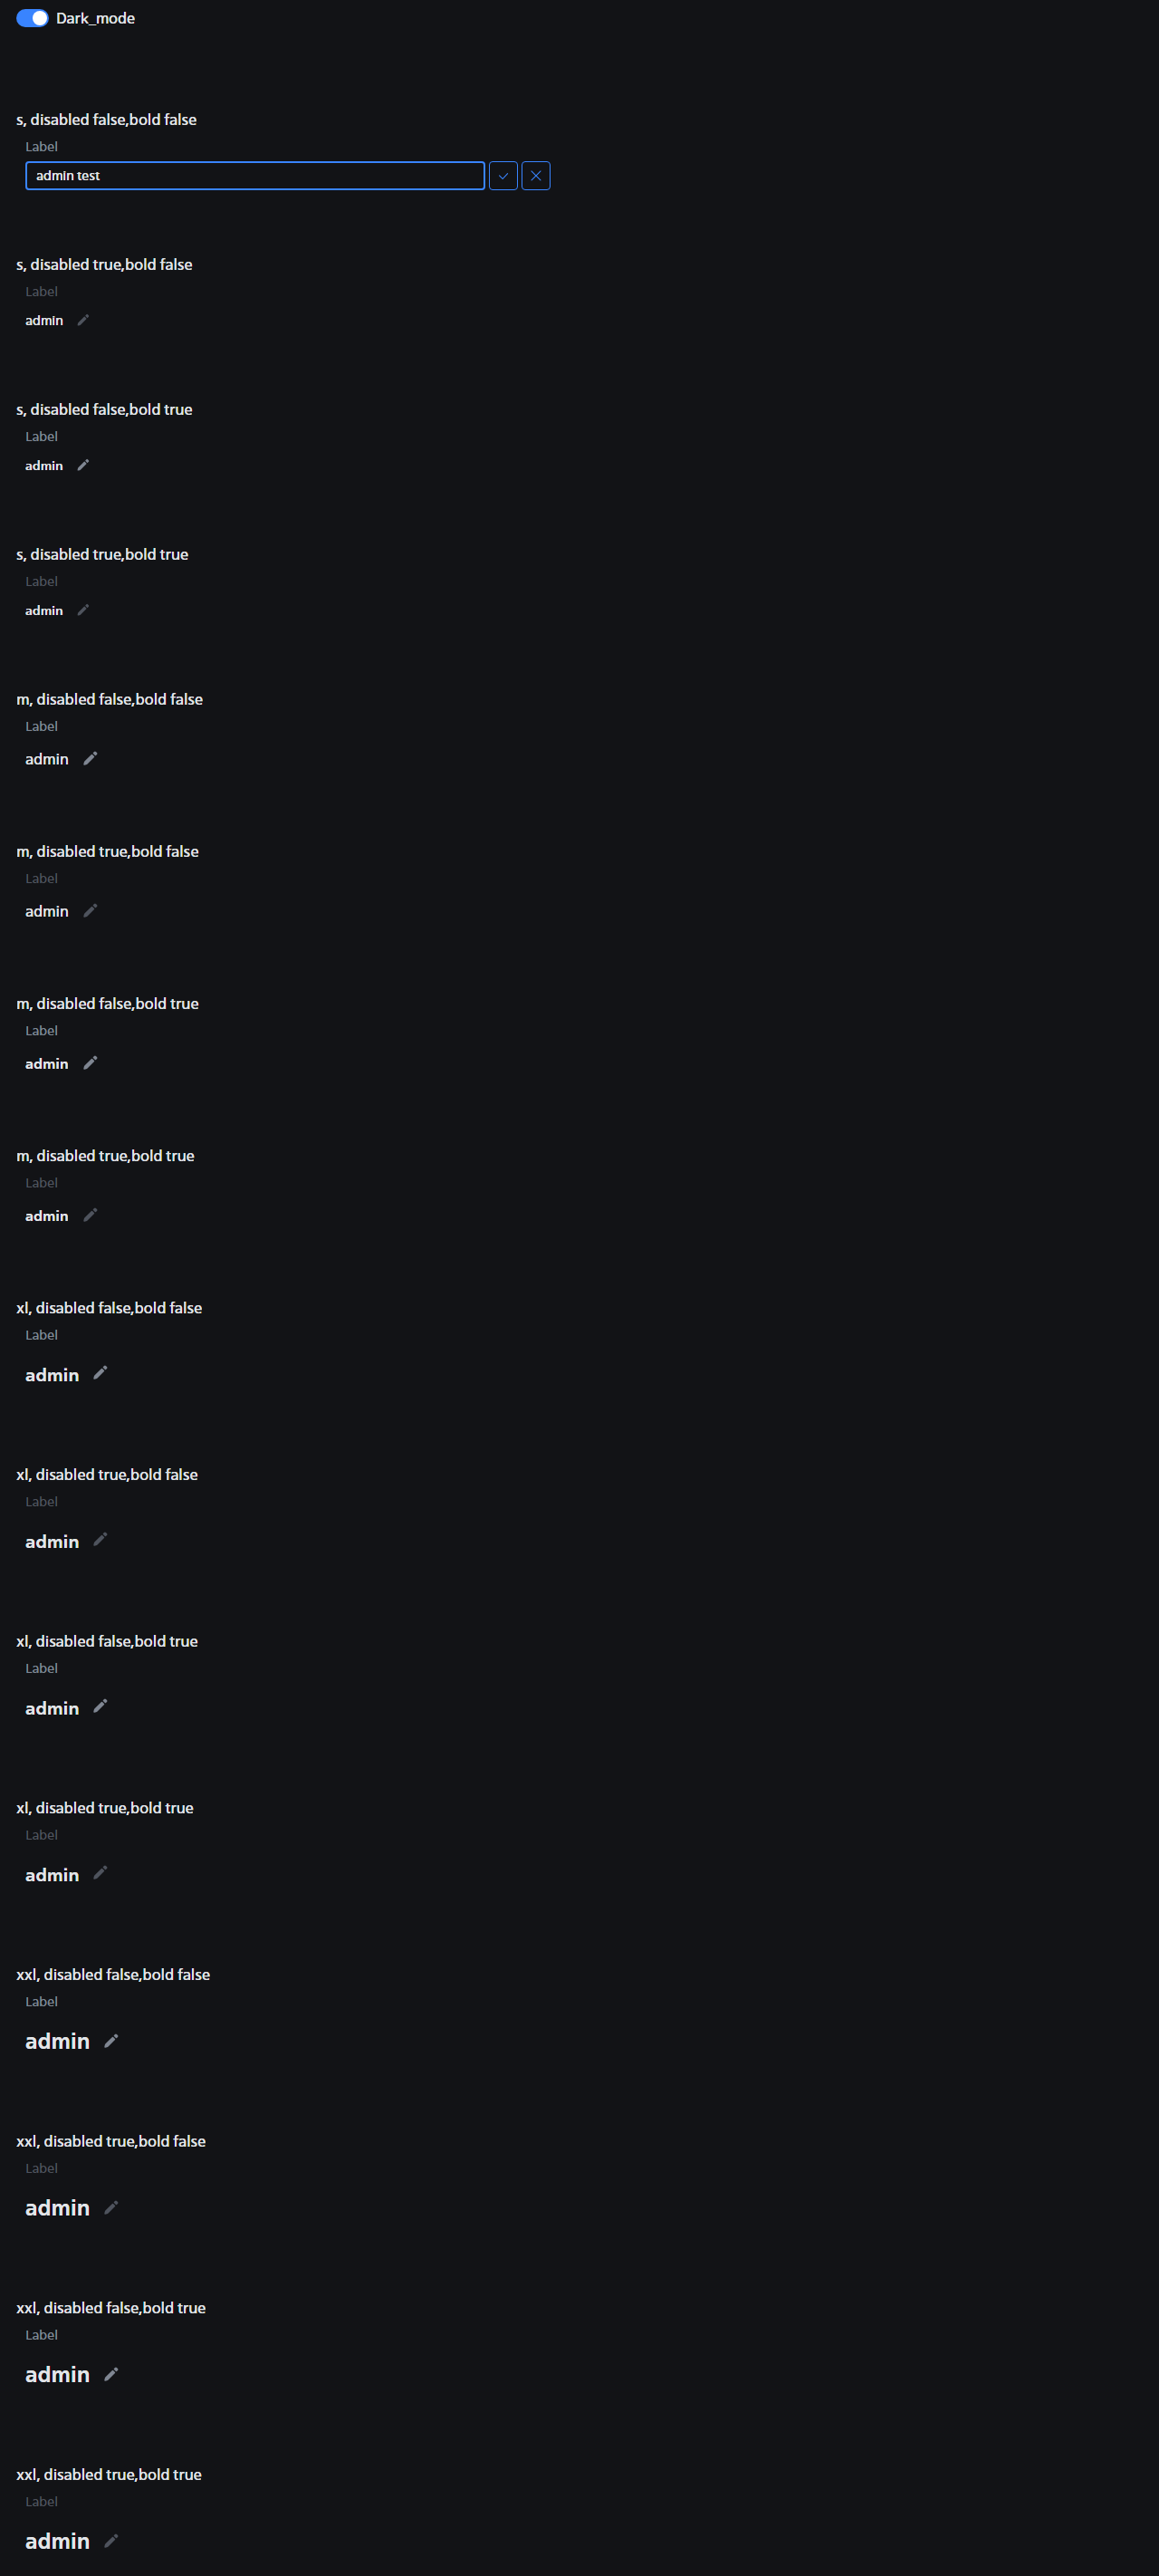 Dark_mode
s, disabled false,bold false
Label
admin test
s, disabled true,bold false
Label
admin
s, disabled false,bold true
Label
admin
s, disabled true,bold true
Label
admin
m, disabled false,bold false
Label
admin
m, disabled true,bold false
Label
admin
m, disabled false,bold true
Label
admin
m, disabled true,bold true
Label
admin
xl, disabled false,bold false
Label
admin
xl, disabled true,bold false
Label
admin
xl, disabled false,bold true
Label
admin
xl, disabled true,bold true
Label
admin
xxl, disabled false,bold false
Label
admin
xxl, disabled true,bold false
Label
admin
xxl, disabled false,bold true
Label
admin
xxl, disabled true,bold true
Label
admin